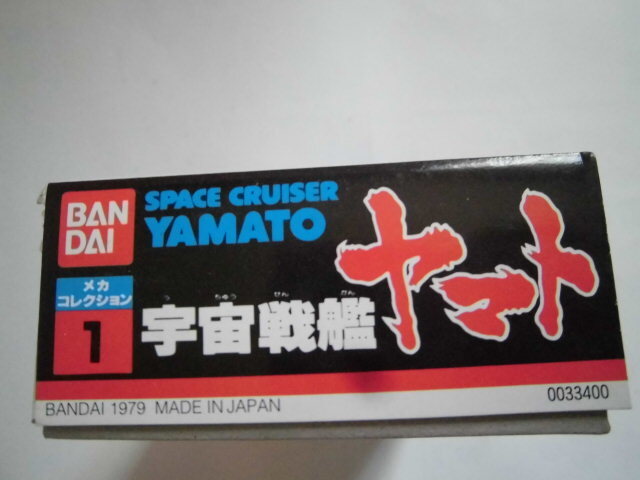 BAN
DAI
SPACE CRUISER
YAMATO
メカ
コレクション
1
うちゅうせんかん
宇宙戦艦
ヤマト
BANDAI 1979 MADE IN JAPAN
0033400